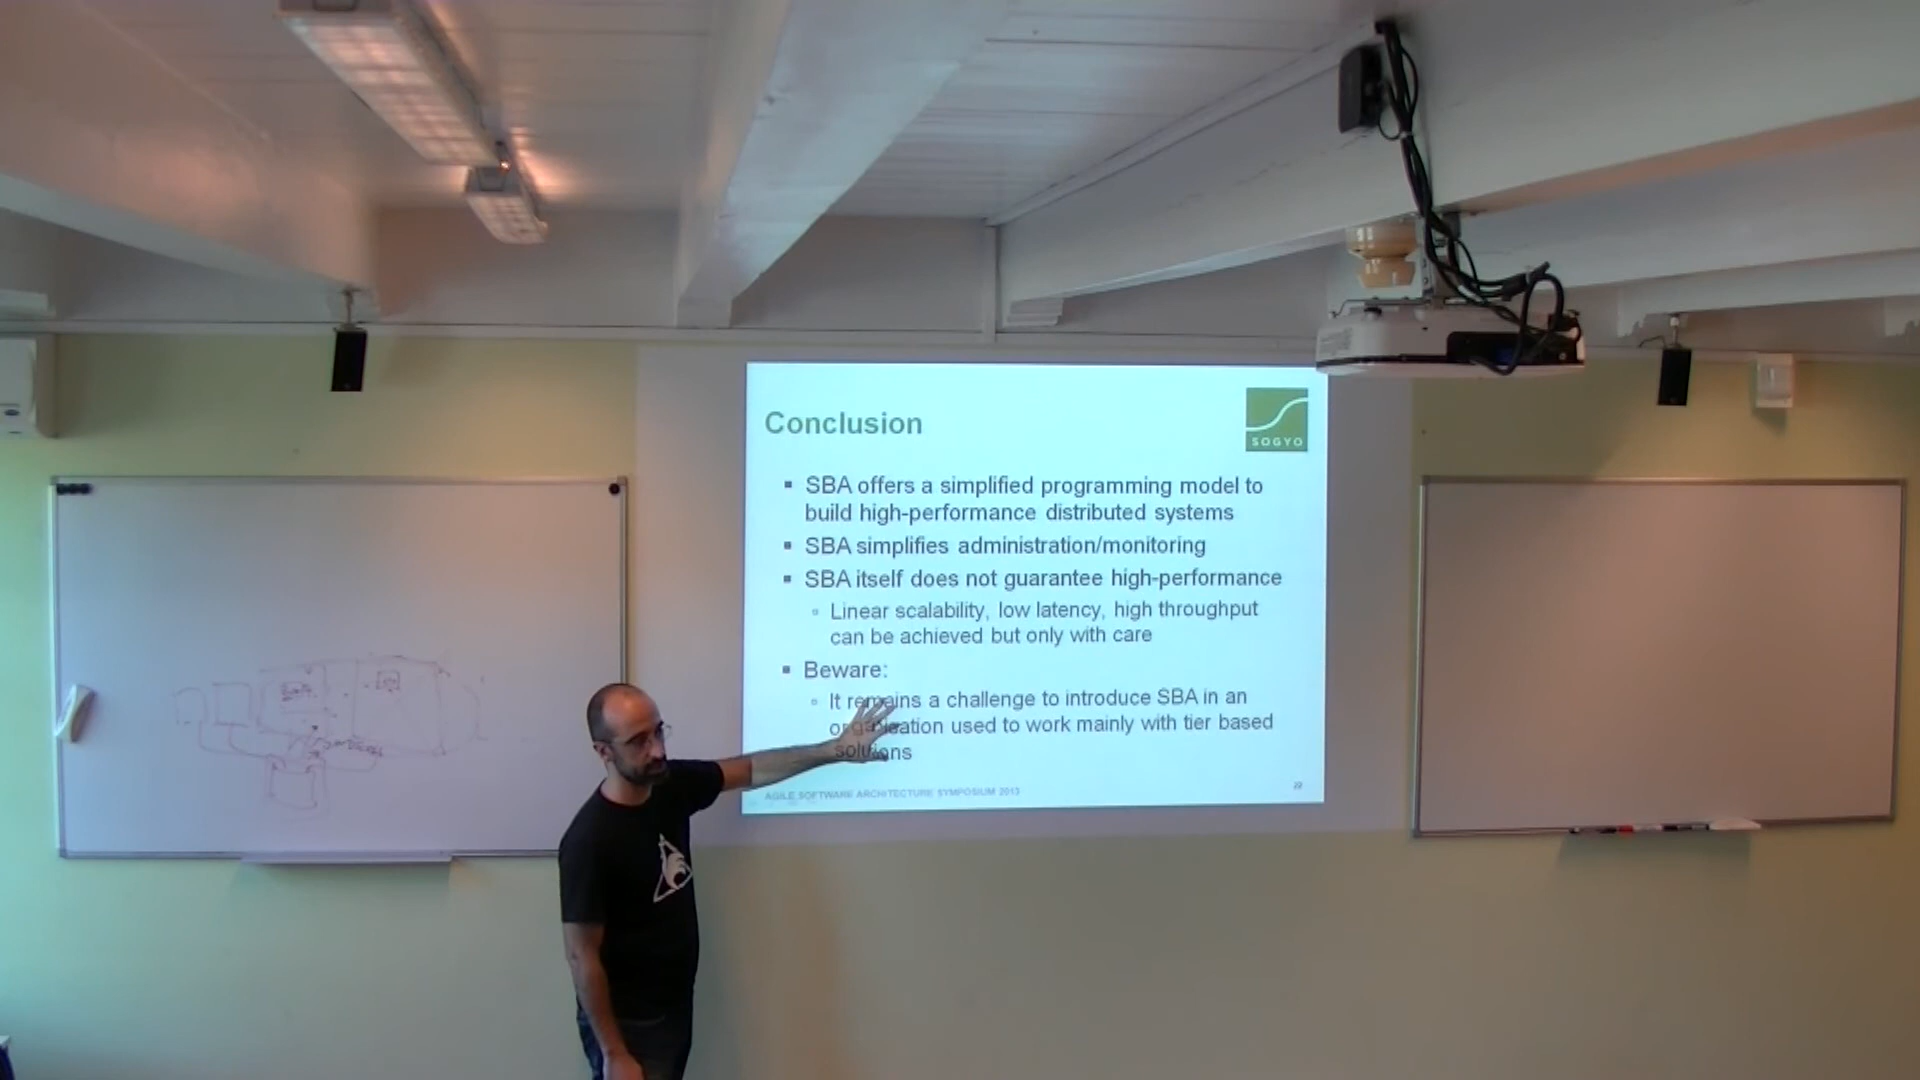 Conclusion
SOGYO
SBA offers a simplified programming model to
build high-performance distributed systems
SBA simplifies administration/monitoring
SBA itself does not guarantee high-performance
Linear scalability, low latency, high throughput
can be achieved but only with care
Beware:
It remains a challenge to introduce SBA in an
organisation used to work mainly with tier based
solutions
AGILE SOFTWARE ARCHITECTURE SYMPOSIUM 2013
22